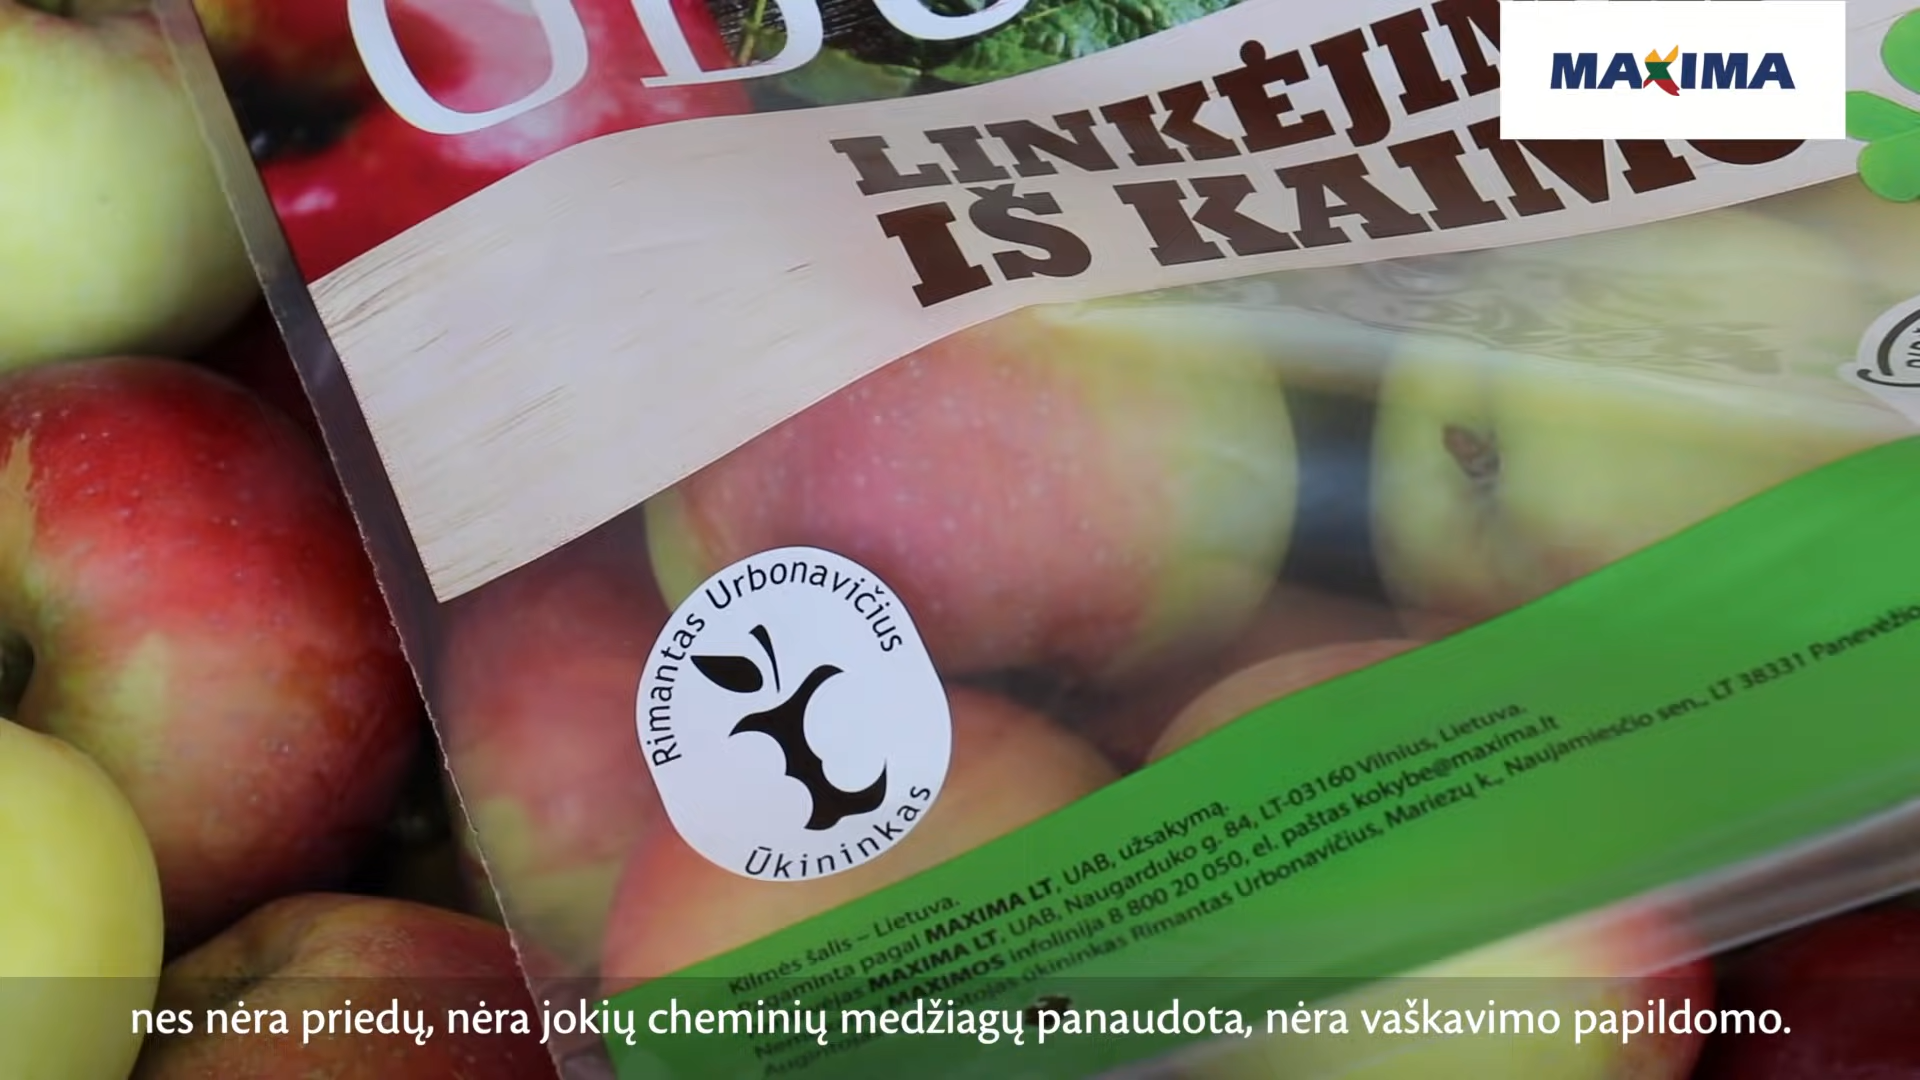 MAXIMA
LINKĖJIM
IŠ KAIMO
Rimantas Urbonavičius
Ūkininkas
Kilmės šalis – Lietuva.
Pagaminta pagal MAXIMA LT, UAB, užsakymą.
MAXIMA LT, UAB, Naugarduko g. 84, LT-03160 Vilnius, Lietuva.
MAXIMOS infolinija 8 800 20 050, el. paštas kokybe@maxima.lt
ūkininkas Rimantas Urbonavičius, Mariezų k., Naujamiesčio sen., LT 38331 Panevėžio
nes nėra priedų, nėra jokių cheminių medžiagų panaudota, nėra vaškavimo papildomo.